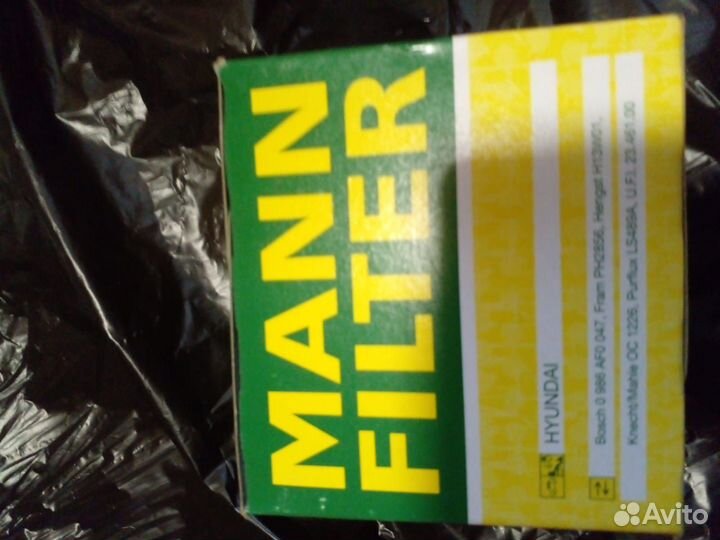 MANN
FILTER
HYUNDAI
Bosch 0 986 AF0 047, Fram PH2856, Hengst H12W01,
Knecht/Mahle OC 1226, Purflux LS489A, U.F.I. 23.461.00
Avito